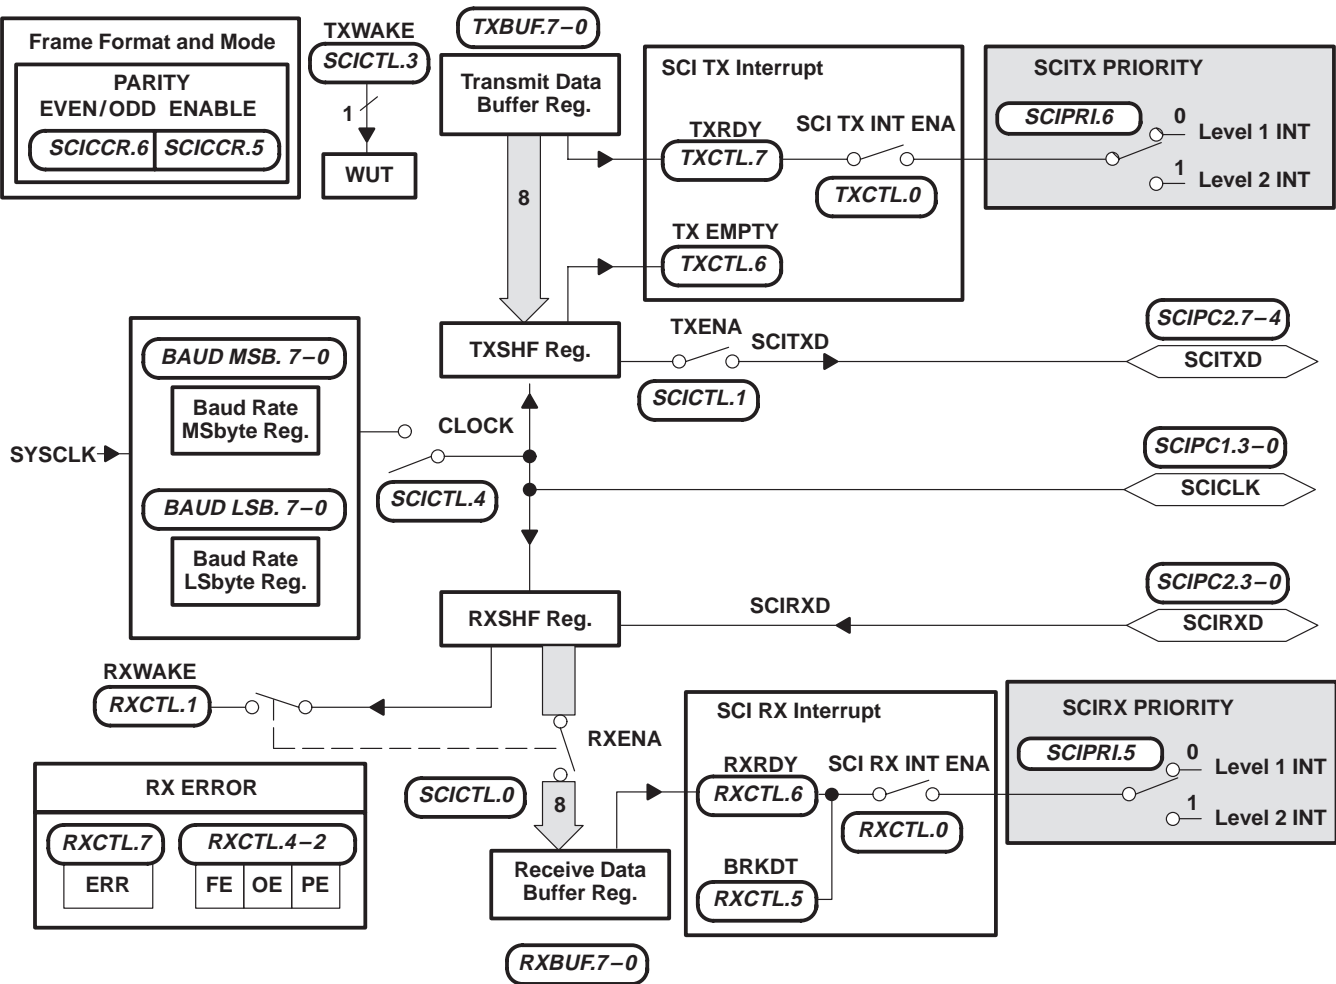 Frame Format and Mode
PARITY
EVEN/ODD ENABLE
SCICCR.6 SCICCR.5
TXWAKE
SCICTL.3
1
WUT
TXBUF.7–0
Transmit Data
Buffer Reg.
8
SCI TX Interrupt
TXRDY
TXCTL.7
SCI TX INT ENA
TXCTL.0
TX EMPTY
TXCTL.6
SCITX PRIORITY
SCIPRI.6
0
Level 1 INT
1
Level 2 INT
SYSCLK
BAUD MSB. 7–0
Baud Rate
MSbyte Reg.
BAUD LSB. 7–0
Baud Rate
LSbyte Reg.
TXSHF Reg.
TXENA
SCITXD
SCICTL.1
SCIPC2.7–4
SCITXD
CLOCK
SCICTL.4
SCIPC1.3–0
SCICLK
RXSHF Reg.
SCIRXD
SCIPC2.3–0
SCIRXD
RXWAKE
RXCTL.1
RXENA
SCICTL.0
8
Receive Data
Buffer Reg.
RXBUF.7–0
RX ERROR
RXCTL.7 RXCTL.4–2
ERR FE OE PE
SCI RX Interrupt
RXRDY
RXCTL.6
SCI RX INT ENA
RXCTL.0
BRKDT
RXCTL.5
SCIRX PRIORITY
SCIPRI.5
0
Level 1 INT
1
Level 2 INT